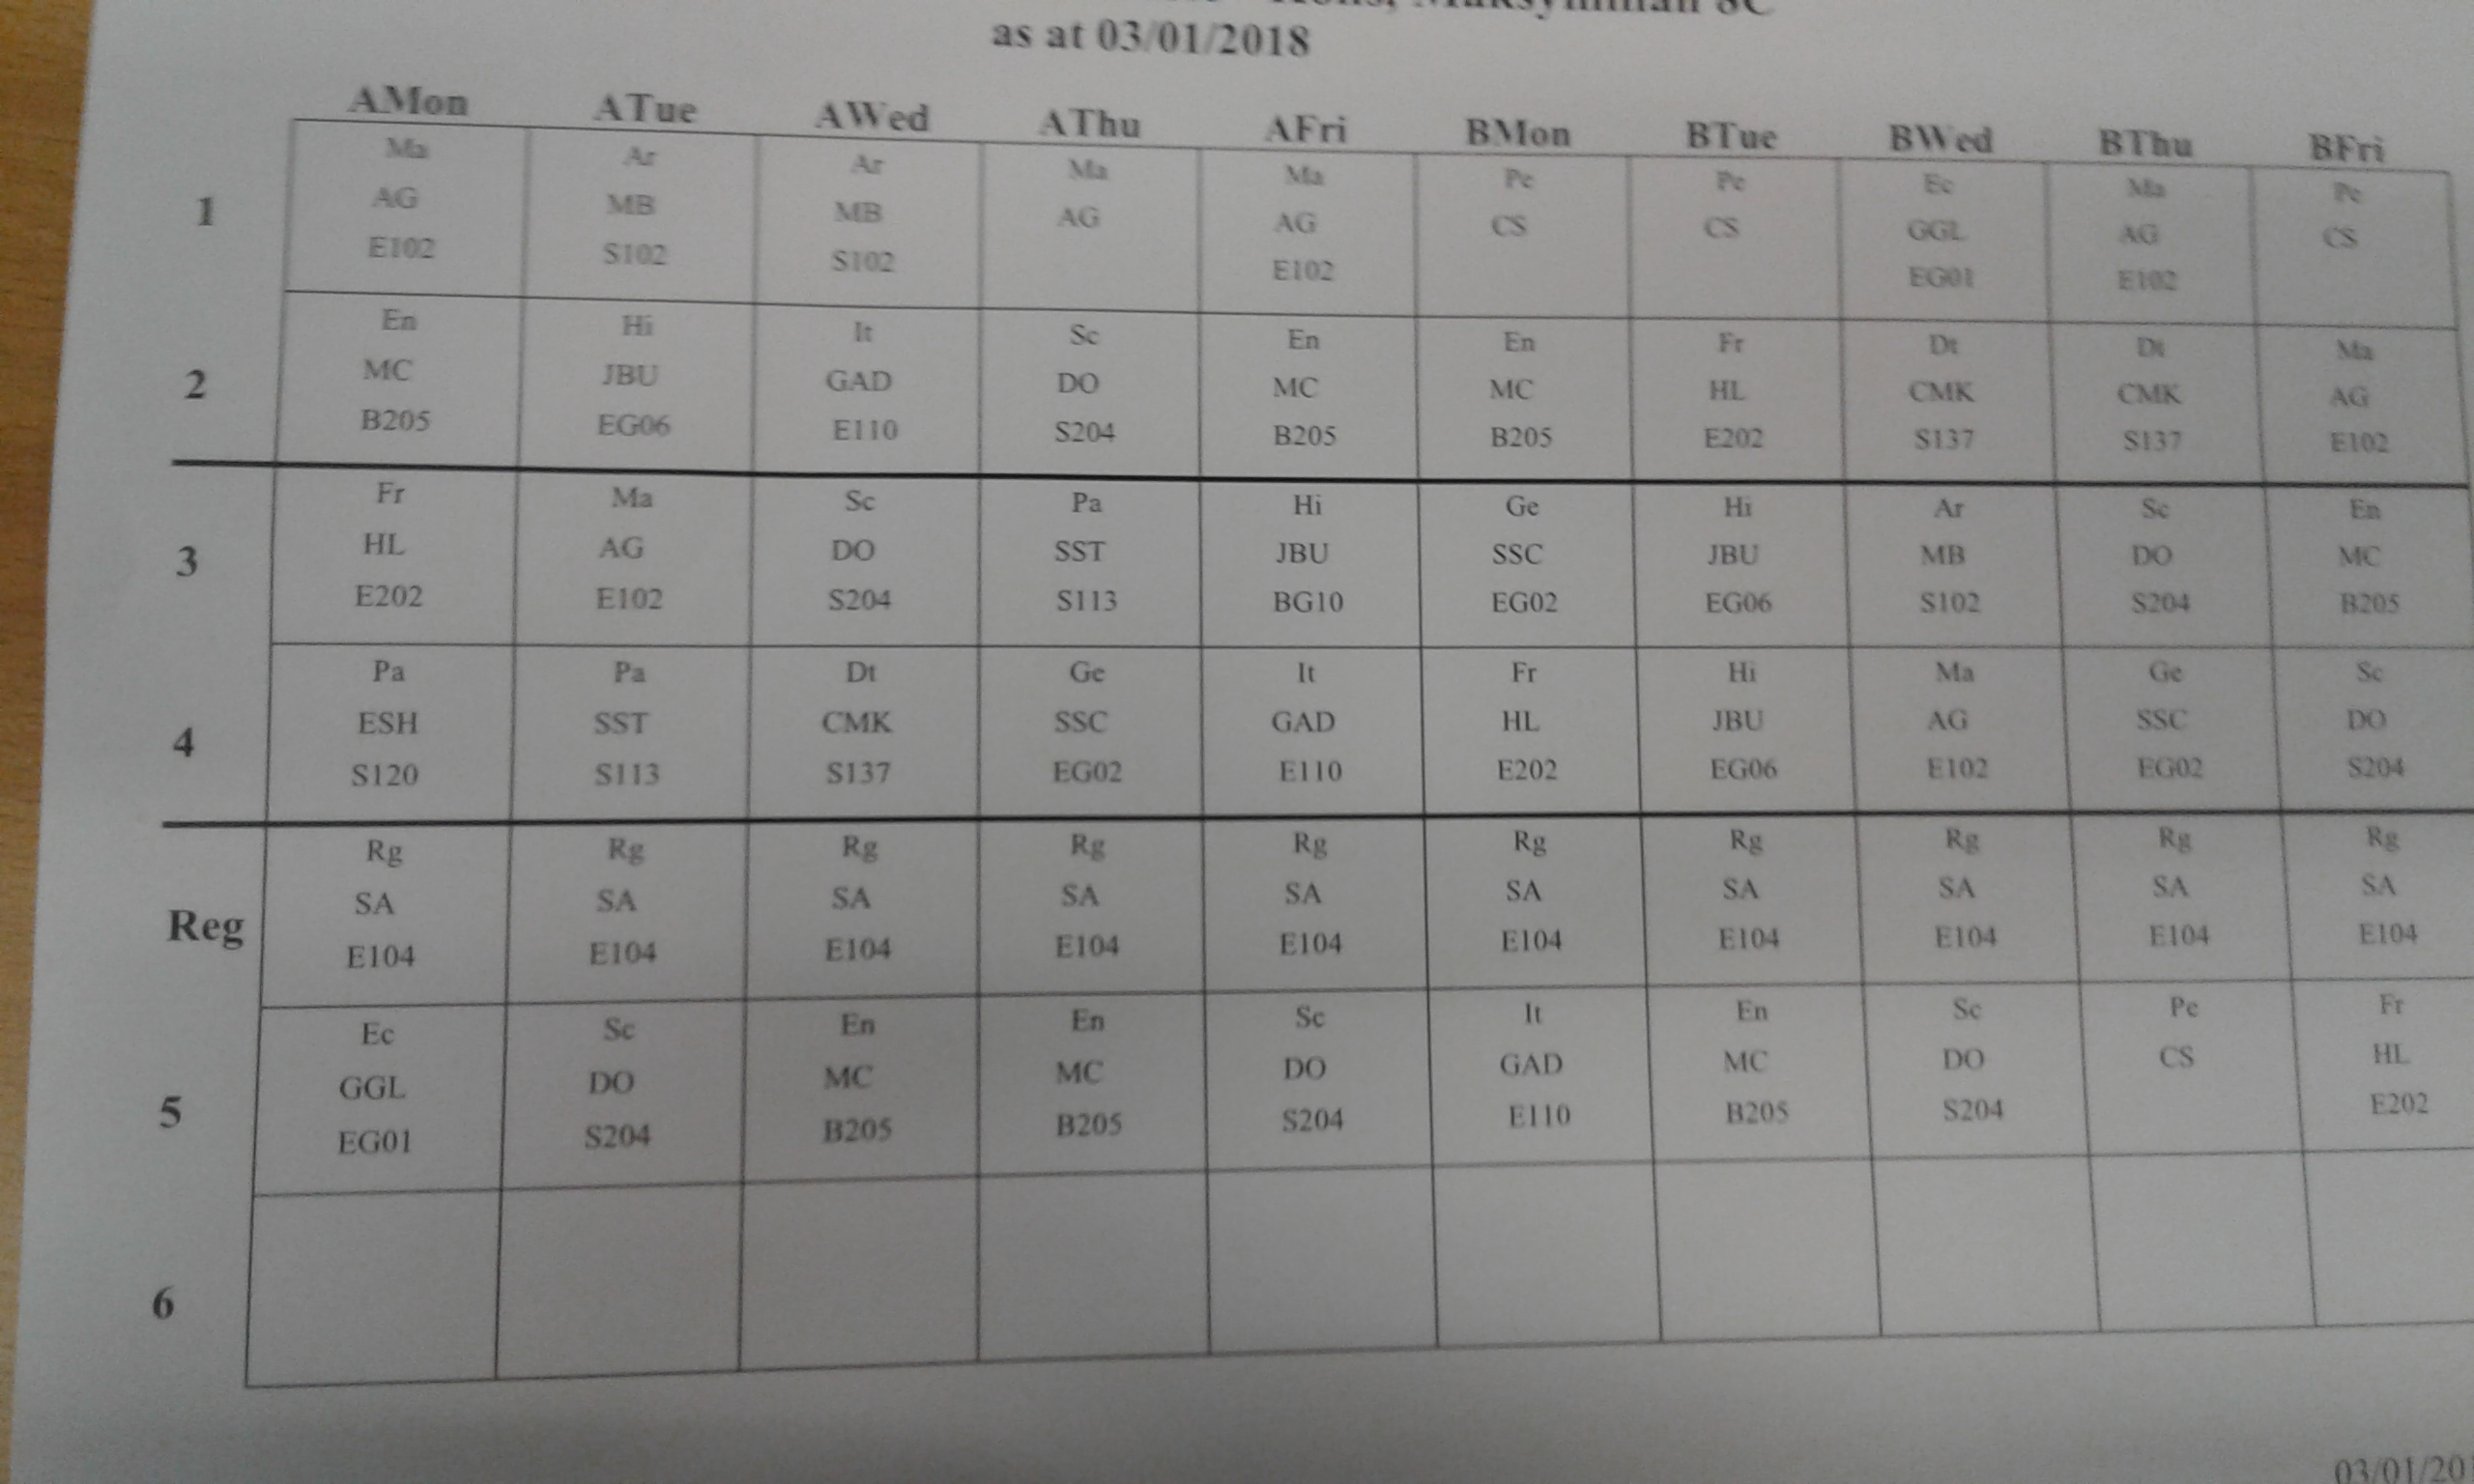 Maksymilian 8C
as at 03/01/2018
AMon ATue AWed AThu AFri BMon BTue BWed BThu BFri
1
Ma Ar Ar Ma Ma Pe Pe Ec Ma Pe
AG MB MB AG AG CS CS GGL AG CS
E102 S102 S102 E102 EG01 E102
2
En Hi It Sc En En Fr Dt Dt Ma
MC JBU GAD DO MC MC HL CMK CMK AG
B205 EG06 E110 S204 B205 B205 E202 S137 S137 E102
3
Fr Ma Sc Pa Hi Ge Hi Ar Sc En
HL AG DO SST JBU SSC JBU MB DO MC
E202 E102 S204 S113 BG10 EG02 EG06 S102 S204 B205
4
Pa Pa Dt Ge It Fr Hi Ma Ge Sc
ESH SST CMK SSC GAD HL JBU AG SSC DO
S120 S113 S137 EG02 E110 E202 EG06 E102 EG02 S204
Reg
Rg Rg Rg Rg Rg Rg Rg Rg Rg Rg
SA SA SA SA SA SA SA SA SA SA
E104 E104 E104 E104 E104 E104 E104 E104 E104 E104
5
Ec Sc En En Sc It En Sc Pe Fr
GGL DO MC MC DO GAD MC DO CS HL
EG01 S204 B205 B205 S204 E110 B205 S204 E202
6
03/01/201